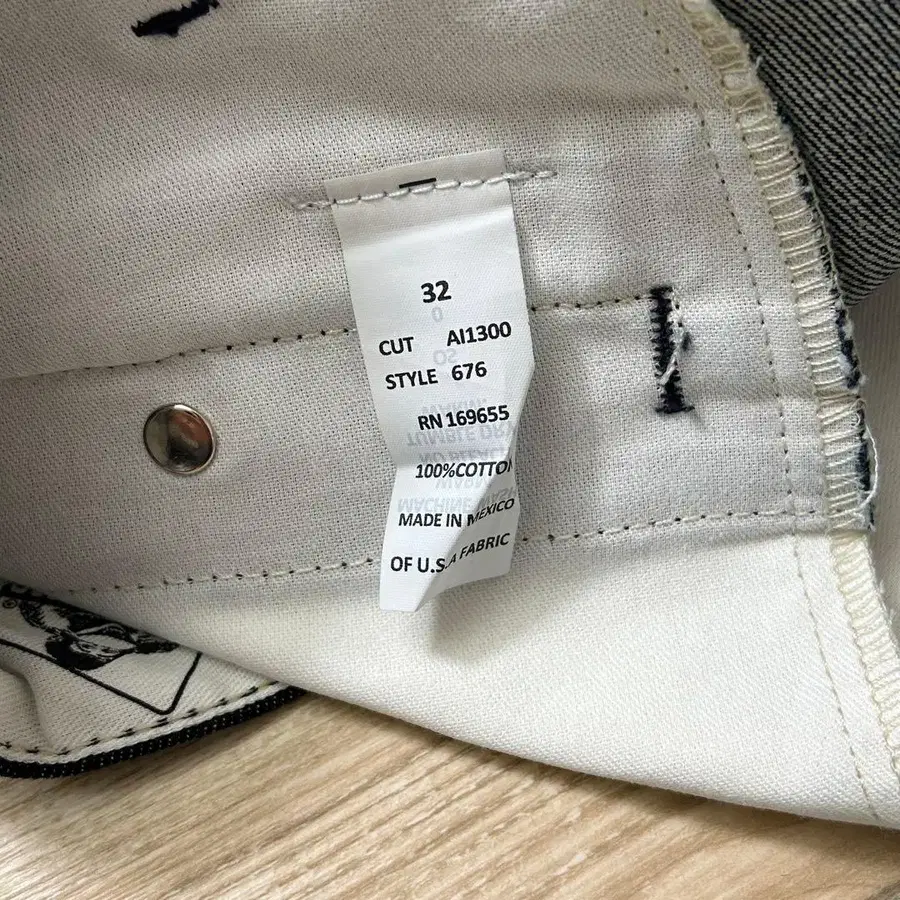 32
CUT AI1300
STYLE 676
RN 169655
100%COTTON
MADE IN MEXICO
OF U.S.A FABRIC